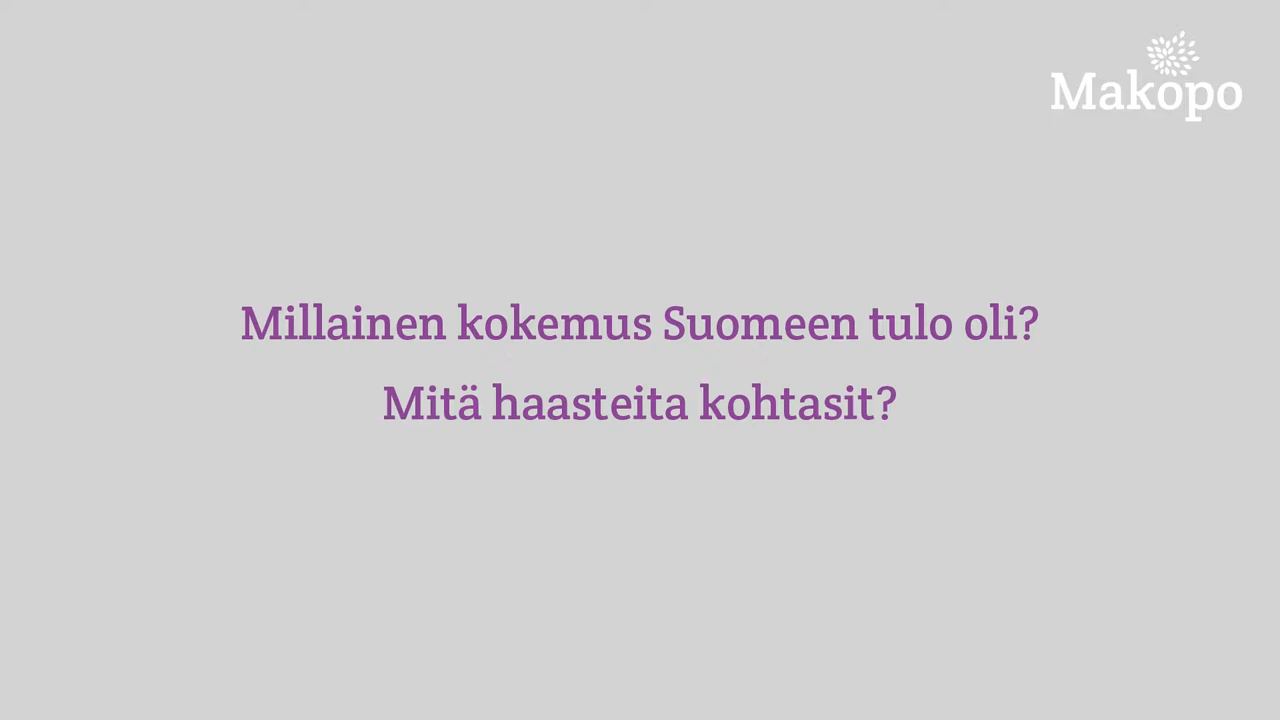 Makopo
Millainen kokemus Suomeen tulo oli?
Mitä haasteita kohtasit?